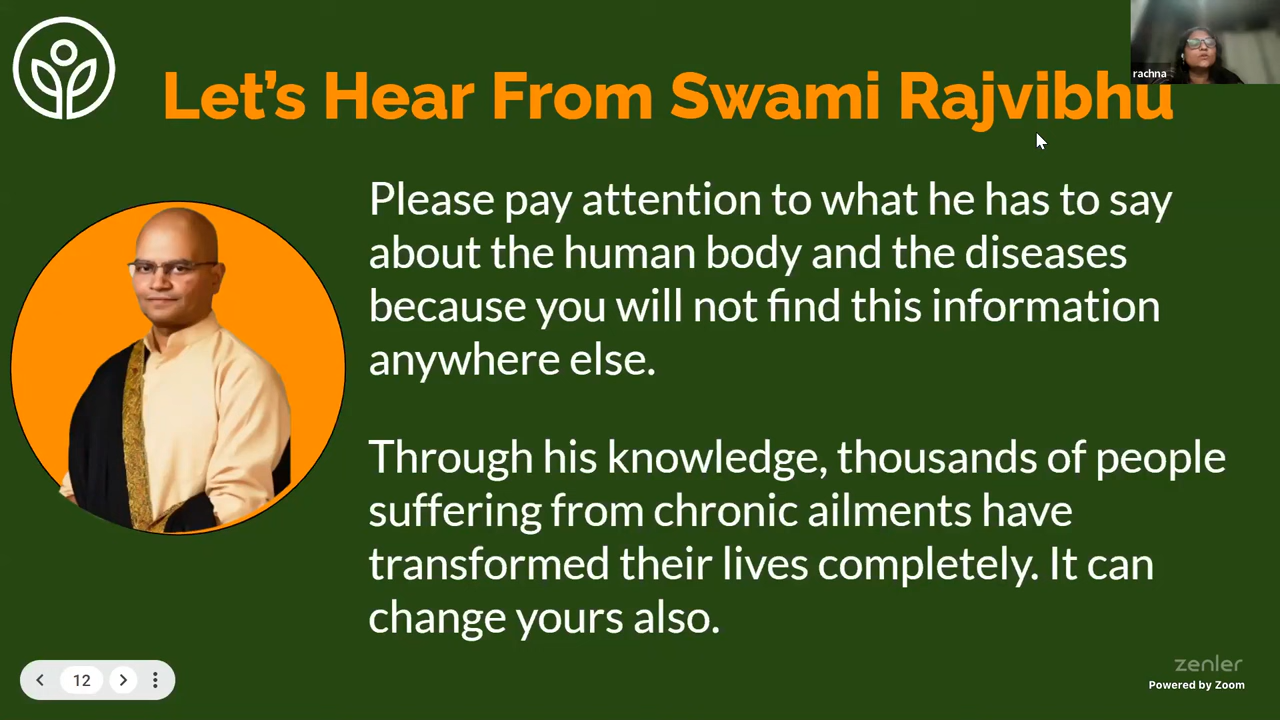 rachna
Let's Hear From Swami Rajvibhu
Please pay attention to what he has to say
about the human body and the diseases
because you will not find this information
anywhere else.
Through his knowledge, thousands of people
suffering from chronic ailments have
transformed their lives completely. It can
change yours also.
12
zenler
Powered by Zoom